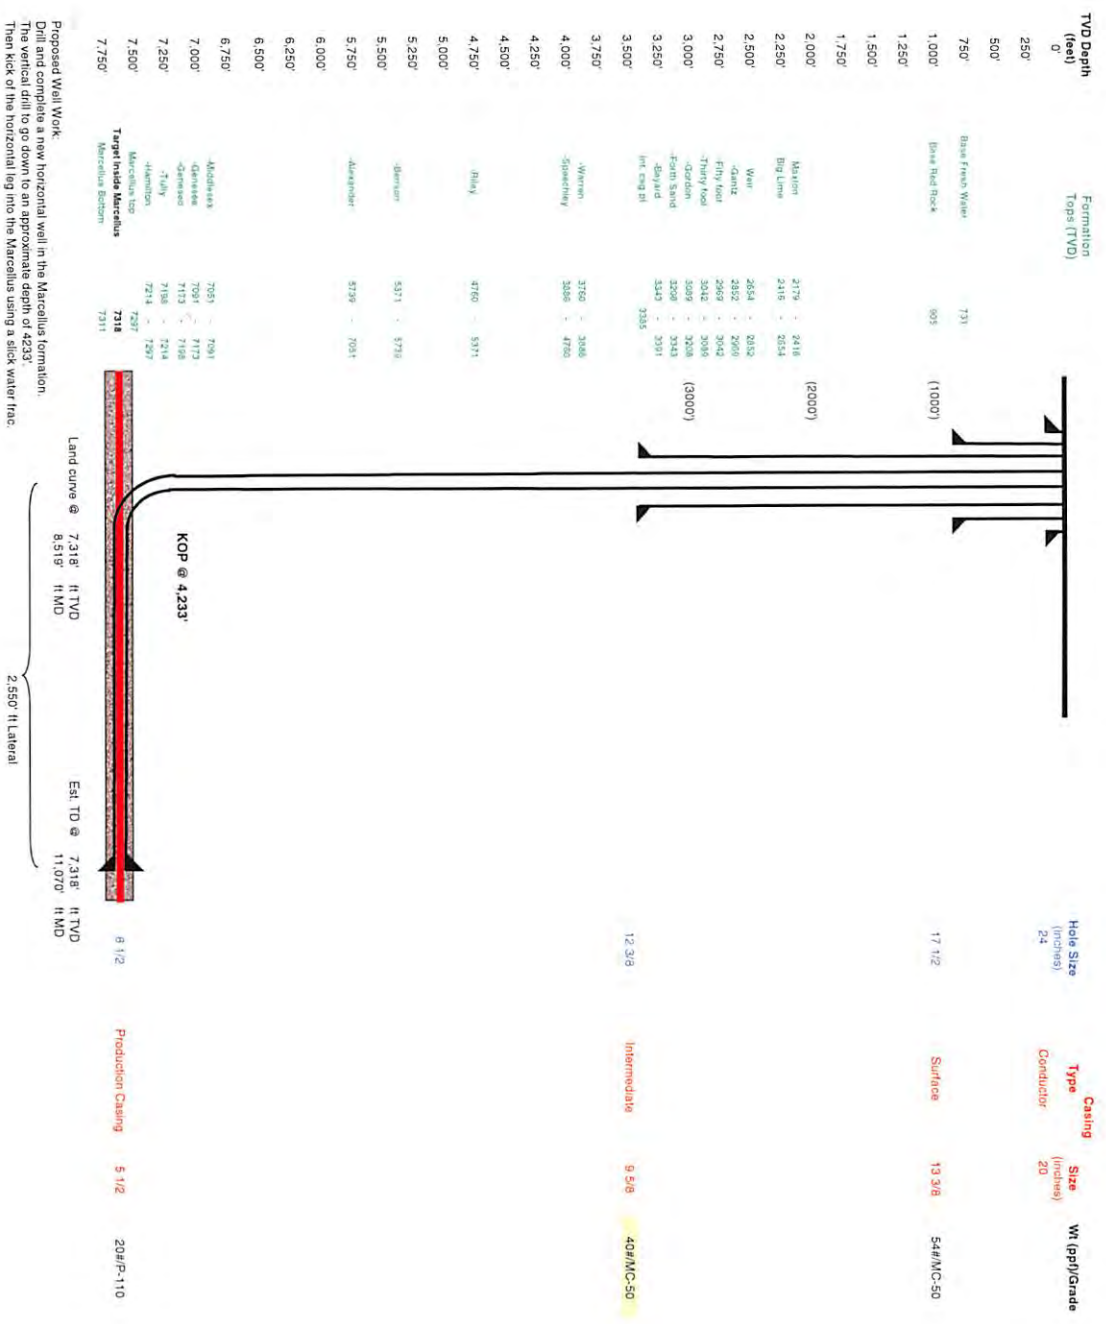 TVD Depth (feet)
Formation Tops (TVD)
Hole Size (inches)
Casing
Type
Size (inches)
Wt (ppf)/Grade
0'
24
Conductor
20
250'
500'
750'
Base Fresh Water 731
1,000'
Base Red Rock 905
(1000')
17 1/2
Surface
13 3/8
54#/MC-50
1,250'
1,500'
1,750'
2,000'
(2000')
Maxton 2179 - 2416
2,250'
Big Lime 2416 - 2654
2,500'
Weir 2654 - 2852
-Gantz 2852 - 2969
2,750'
-Fifty foot 2969 - 3042
-Thirty foot 3042 - 3089
3,000'
-Gordon 3089 - 3208
(3000')
-Forth Sand 3208 - 3343
3,250'
-Bayard 3343 - 3391
int. csg pt 3385
3,500'
12 3/8
Intermediate
9 5/8
40#/MC-50
3,750'
-Warren 3760 - 3886
4,000'
-Speechley 3886 - 4760
4,250'
4,500'
4,750'
-Riley 4760 - 5371
5,000'
5,250'
-Benson 5371 - 5739
5,500'
5,750'
-Alexander 5739 - 7051
6,000'
6,250'
6,500'
6,750'
-Middlesex 7051 - 7091
7,000'
-Genesee 7091 - 7173
-Geneseo 7173 - 7198
KOP @ 4,233'
7,250'
-Tully 7198 - 7214
-Hamilton 7214 - 7297
7,500'
Marcellus top 7297
Target Inside Marcellus 7318
6 1/2
Production Casing
5 1/2
20#/P-110
7,750'
Marcellus Bottom 7311
Land curve @ 7,318' ft TVD
8,519' ft MD
Est. TD @ 7,318' ft TVD
11,070' ft MD
2,550' ft Lateral
Proposed Well Work:
Drill and complete a new horizontal well in the Marcellus formation.
The vertical drill to go down to an approximate depth of 4233'.
Then kick of the horizontal leg into the Marcellus using a slick water frac.